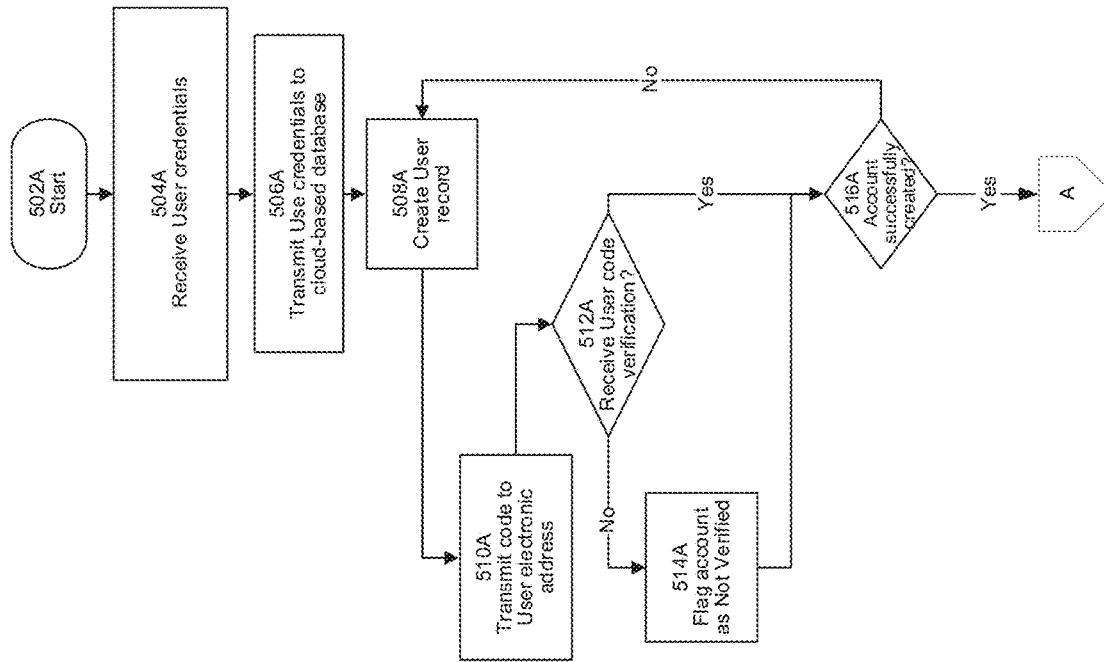 502A
Start
504A
Receive User credentials
506A
Transmit Use credentials to
cloud-based database
508A
Create User
record
510A
Transmit code to
User electronic
address
512A
Receive User code
verification?
No
Yes
514A
Flag account
as Not Verified
516A
Account
successfully
created?
No
Yes
A